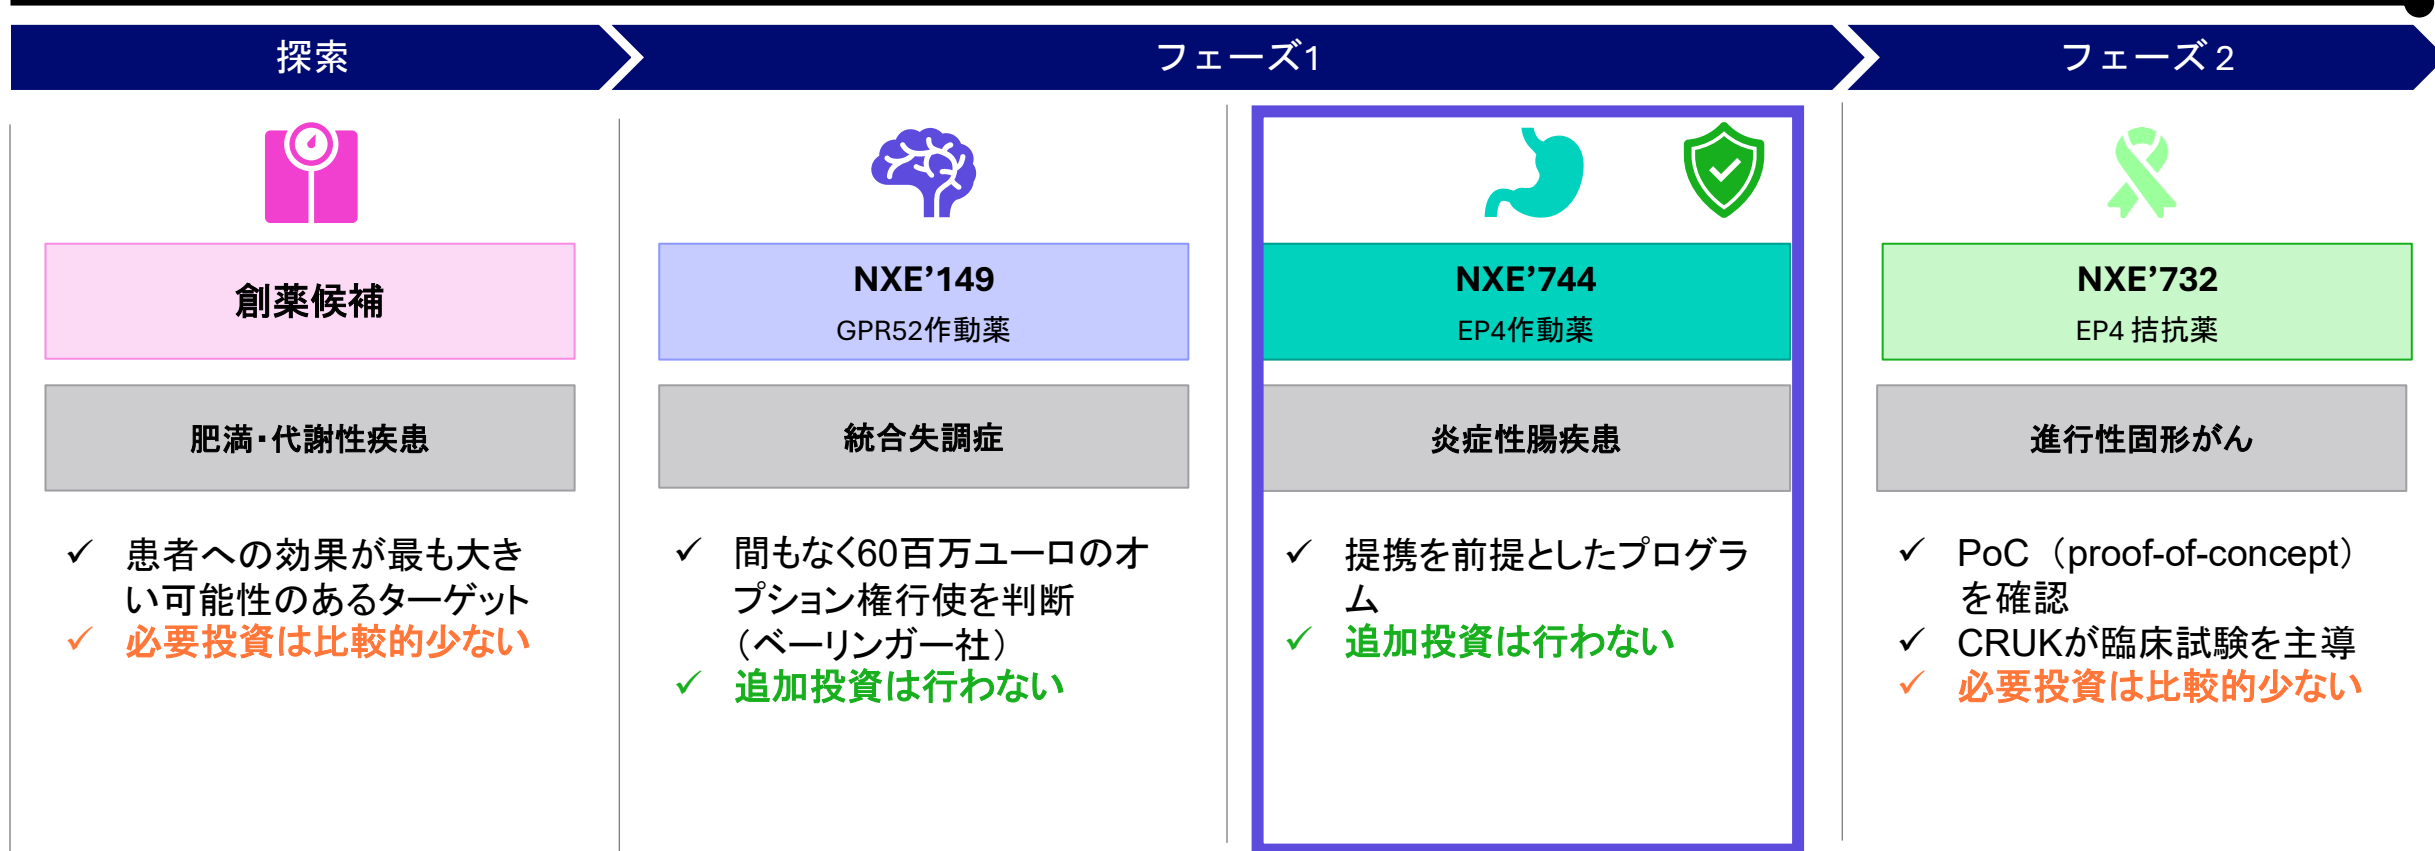 探索
フェーズ1
フェーズ2
創薬候補
肥満・代謝性疾患
✓ 患者への効果が最も大き
い可能性のあるターゲット
✓ 必要投資は比較的少ない
NXE’149
GPR52作動薬
統合失調症
✓ 間もなく60百万ユーロのオ
プション権行使を判断
（ベーリンガー社）
✓ 追加投資は行わない
NXE’744
EP4作動薬
炎症性腸疾患
✓ 提携を前提としたプログラ
ム
✓ 追加投資は行わない
NXE’732
EP4 拮抗薬
進行性固形がん
✓ PoC（proof-of-concept）
を確認
✓ CRUKが臨床試験を主導
✓ 必要投資は比較的少ない